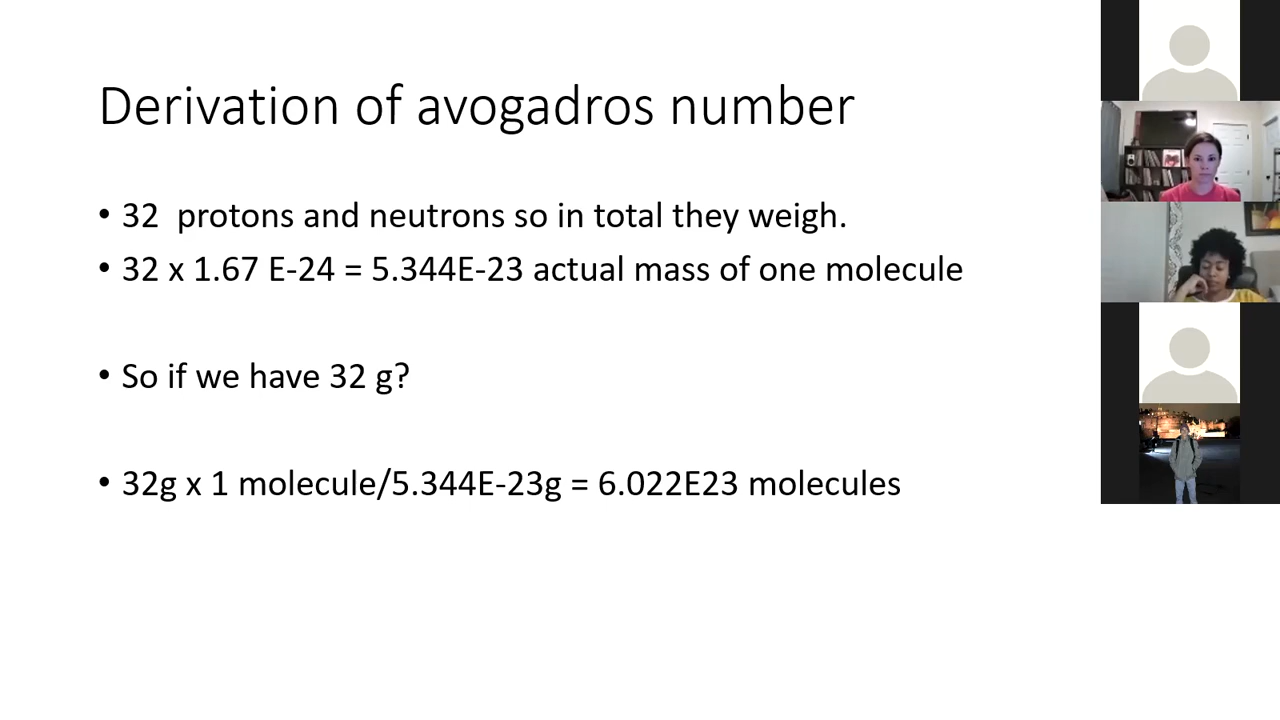 Derivation of avogadros number
• 32  protons and neutrons so in total they weigh.
• 32 x 1.67 E-24 = 5.344E-23 actual mass of one molecule
• So if we have 32 g?
• 32g x 1 molecule/5.344E-23g = 6.022E23 molecules